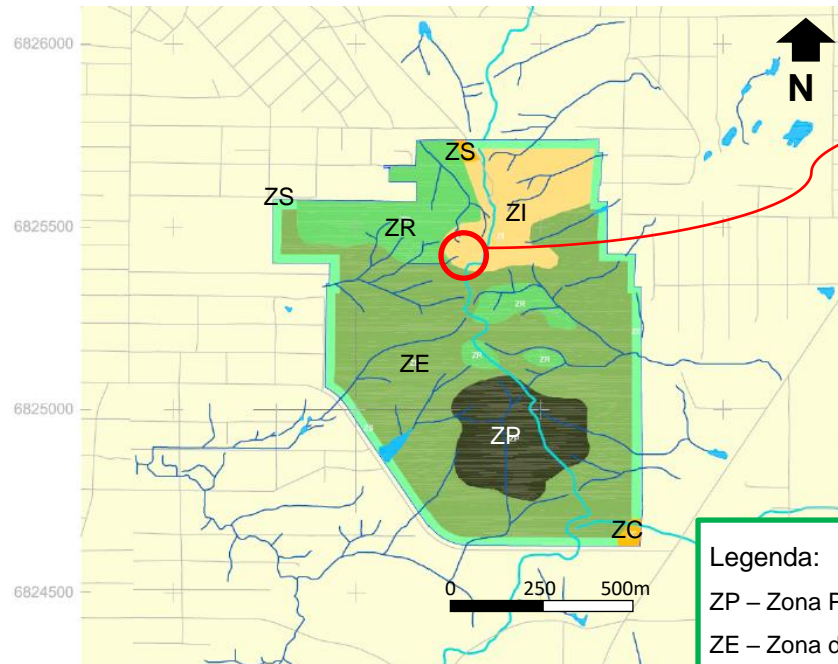 6826000
N
ZS
ZS
ZI
6825500
ZR
ZR
ZE
ZR
ZR
6825000
ZP
ZC
Legenda:
0 250 500m
ZP – Zona
6824500
ZE – Zona